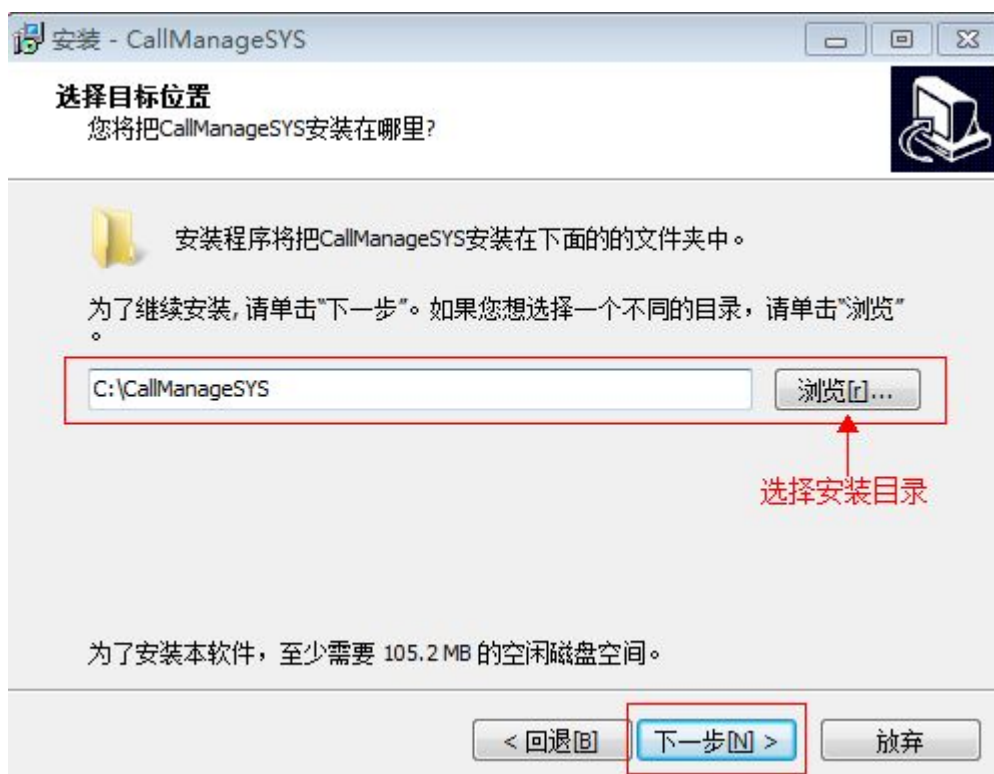 安装 - CallManageSYS
选择目标位置
您将把CallManageSYS安装在哪里?
安装程序将把CallManageSYS安装在下面的的文件夹中。
为了继续安装,请单击“下一步”。如果您想选择一个不同的目录，请单击“浏览”
。
C:\CallManageSYS
浏览[r]...
选择安装目录
为了安装本软件，至少需要 105.2 MB 的空闲磁盘空间。
< 回退[B] 下一步[N] > 放弃